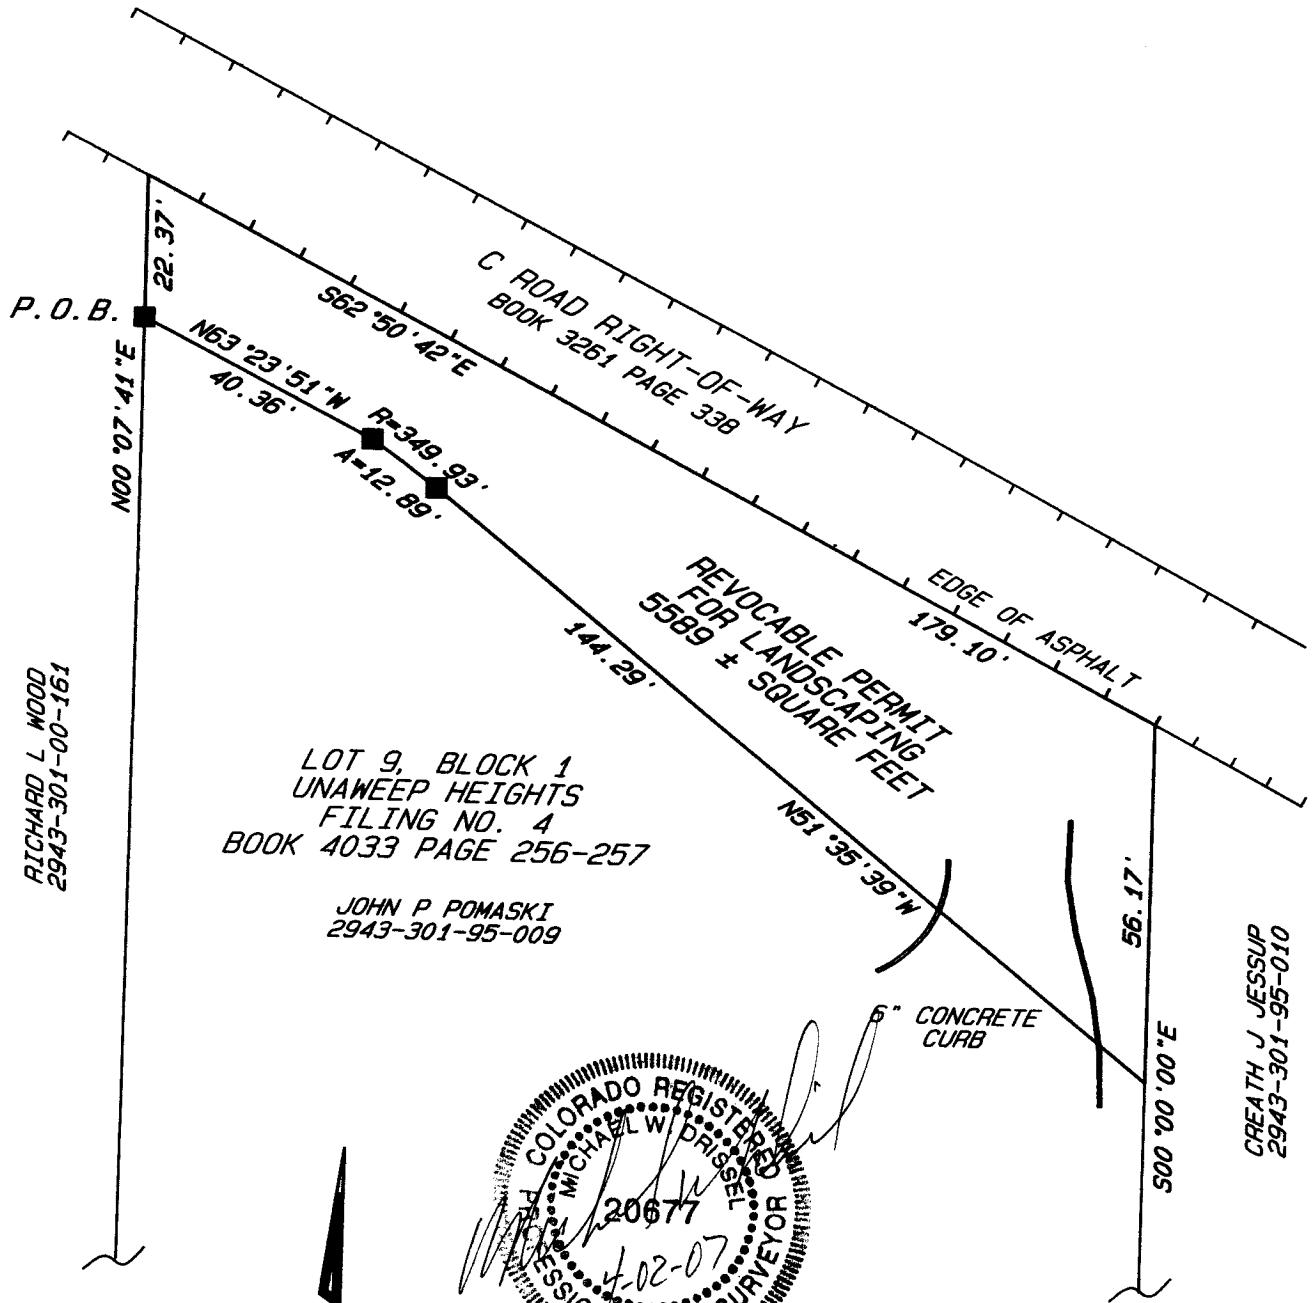 C ROAD RIGHT-OF-WAY
BOOK 3261 PAGE 338
22.37'
P.O.B.
S62°50'42"E
N63°23'51"W
40.36'
R=349.93'
A=12.89'
N00°07'41"E
EDGE OF ASPHALT
179.10'
REVOCABLE PERMIT
FOR LANDSCAPING
5589 ± SQUARE FEET
144.29'
RICHARD L WOOD
2943-301-00-161
LOT 9, BLOCK 1
UNAWEEP HEIGHTS
FILING NO. 4
BOOK 4033 PAGE 256-257
JOHN P POMASKI
2943-301-95-009
N51°35'39"W
56.17'
6" CONCRETE
CURB
S00°00'00"E
CREATH J JESSUP
2943-301-95-010
COLORADO REGISTERED
MICHAEL W. DRISSEL
20677
4-02-07
SURVEYOR